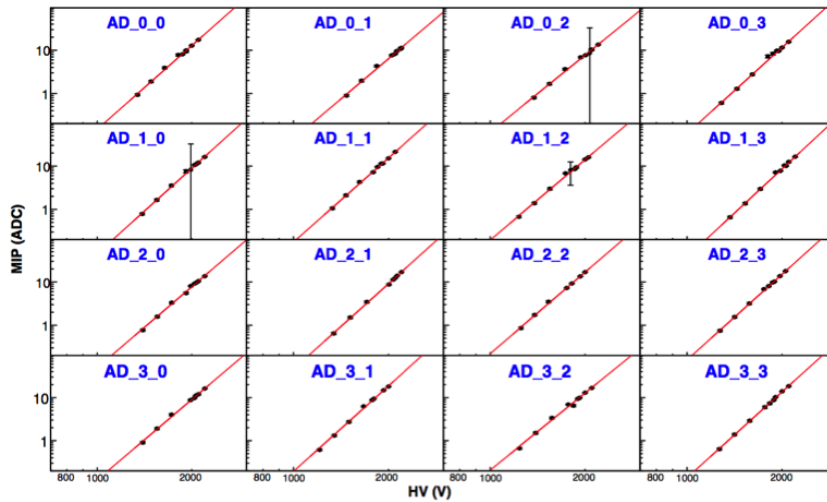 AD_0_0 AD_0_1 AD_0_2 AD_0_3
10
1
AD_1_0 AD_1_1 AD_1_2 AD_1_3
10
1
MIP (ADC)
AD_2_0 AD_2_1 AD_2_2 AD_2_3
10
1
AD_3_0 AD_3_1 AD_3_2 AD_3_3
10
1
800 1000 2000 800 1000 2000 800 1000 2000 800 1000 2000
HV (V)